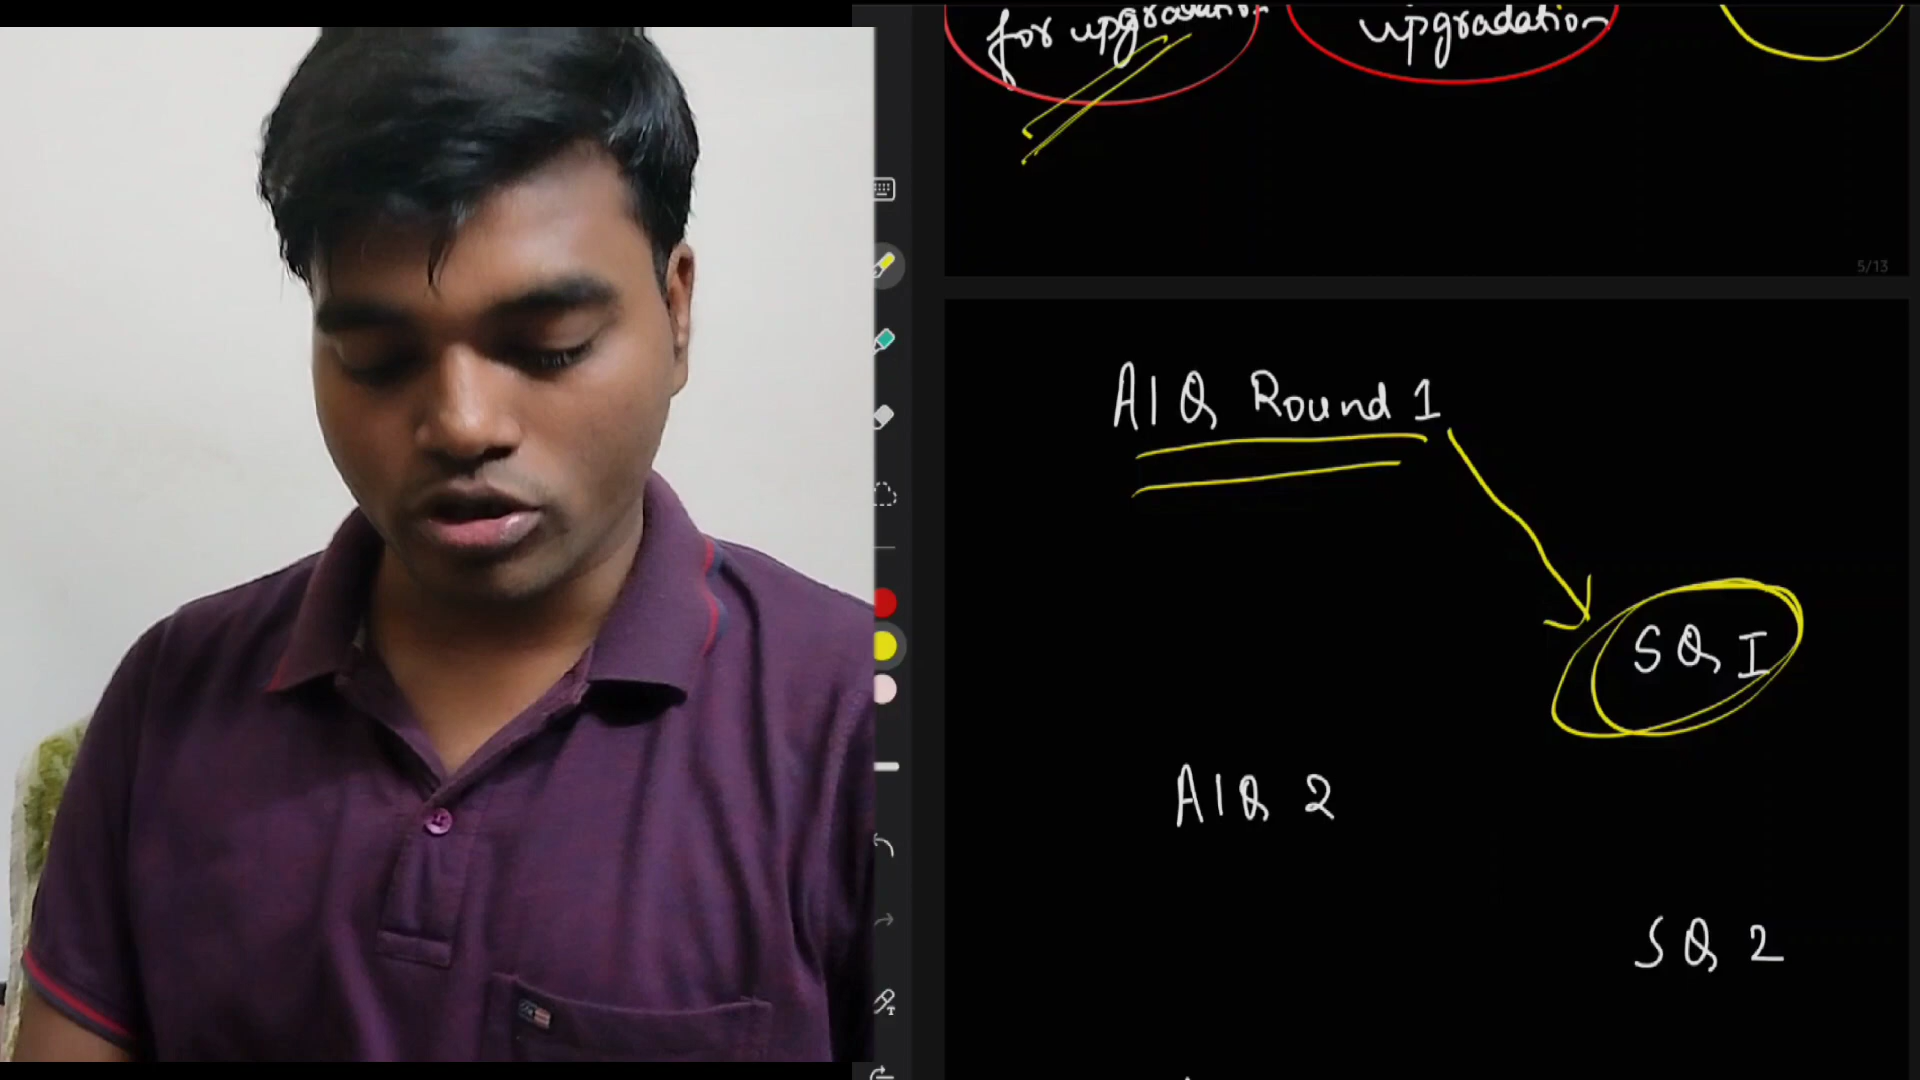 for upgradation
upgradation
5/13
AIQ Round 1
SQ I
AIQ 2
SQ 2